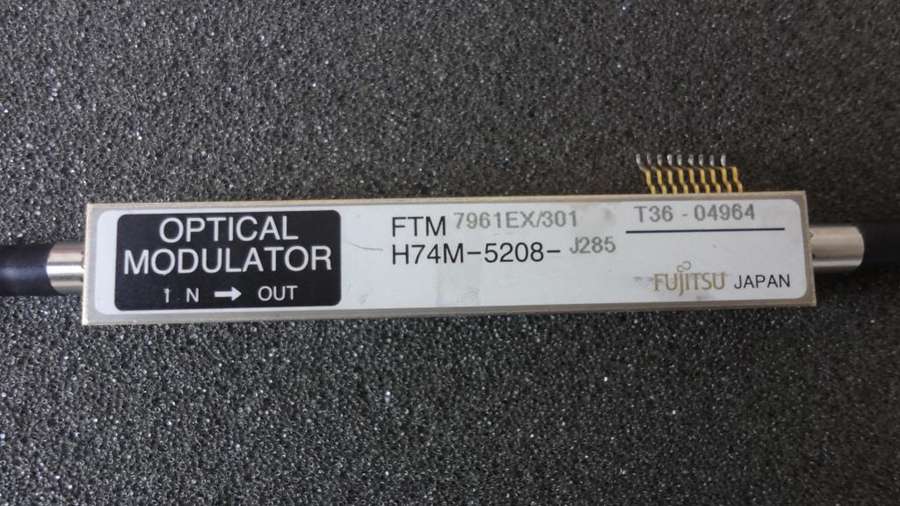 OPTICAL
MODULATOR
IN → OUT
FTM 7961EX/301
H74M-5208-J285
T36-04964
FUJITSU JAPAN